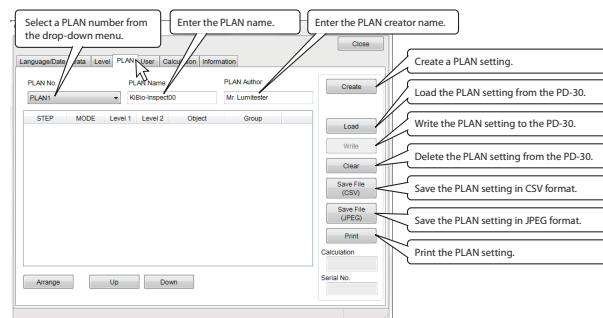 Select a PLAN number from
the drop-down menu.
Enter the PLAN name.
Enter the PLAN creator name.
Close
Language/Date Data Level PLAN User Calculation Information
PLAN No.
PLAN Name
PLAN Author
PLAN1
KIBio-Inspect00
Mr. Lumitester
STEP MODE Level 1 Level 2 Object Group
Create
Load
Write
Clear
Save File
(CSV)
Save File
(JPEG)
Print
Calculation
Serial No.
Arrange
Up
Down
Create a PLAN setting.
Load the PLAN setting from the PD-30.
Write the PLAN setting to the PD-30.
Delete the PLAN setting from the PD-30.
Save the PLAN setting in CSV format.
Save the PLAN setting in JPEG format.
Print the PLAN setting.